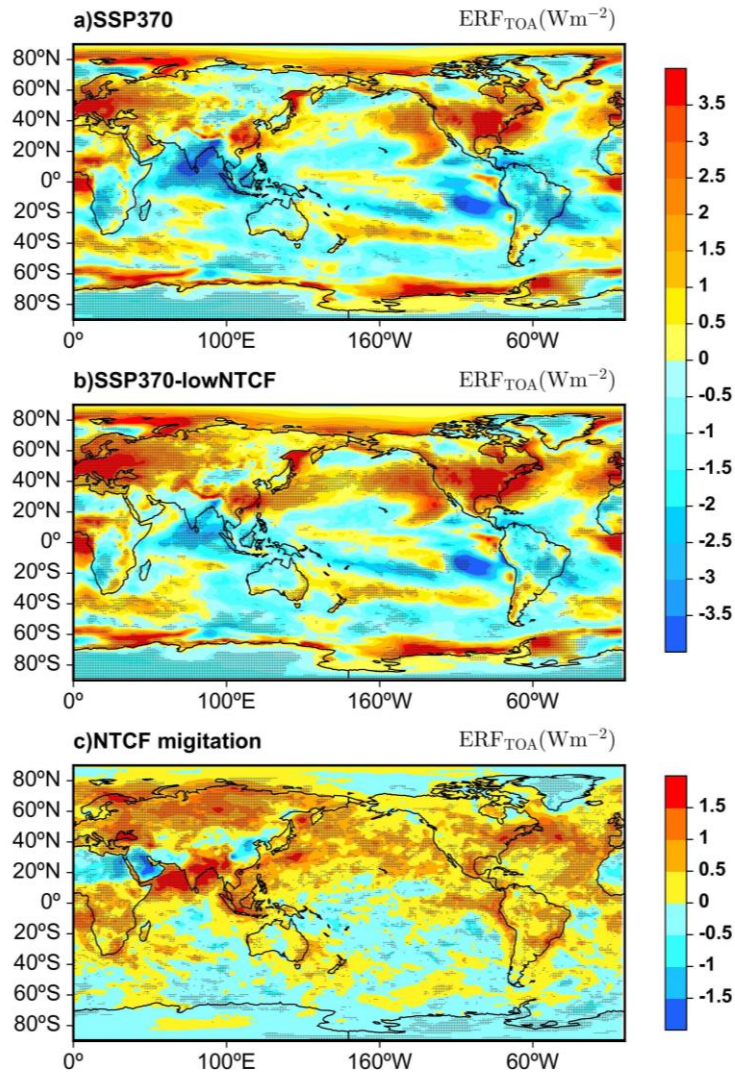 a)SSP370 ERF_TOA(Wm⁻²)
80ºN
60ºN
40ºN
20ºN
0º
20ºS
40ºS
60ºS
80ºS
0º 100ºE 160ºW 60ºW
3.5
3
2.5
2
1
0.5
0
-0.5
-1
-1.5
-2
-3
-3.5
b)SSP370-lowNTCF ERF_TOA(Wm⁻²)
80ºN
60ºN
40ºN
20ºN
0º
20ºS
40ºS
60ºS
80ºS
0º 100ºE 160ºW 60ºW
c)NTCF migitation ERF_TOA(Wm⁻²)
80ºN
60ºN
40ºN
20ºN
0º
20ºS
40ºS
60ºS
80ºS
0º 100ºE 160ºW 60ºW
1.5
1
0.5
0
-0.5
-1
-1.5